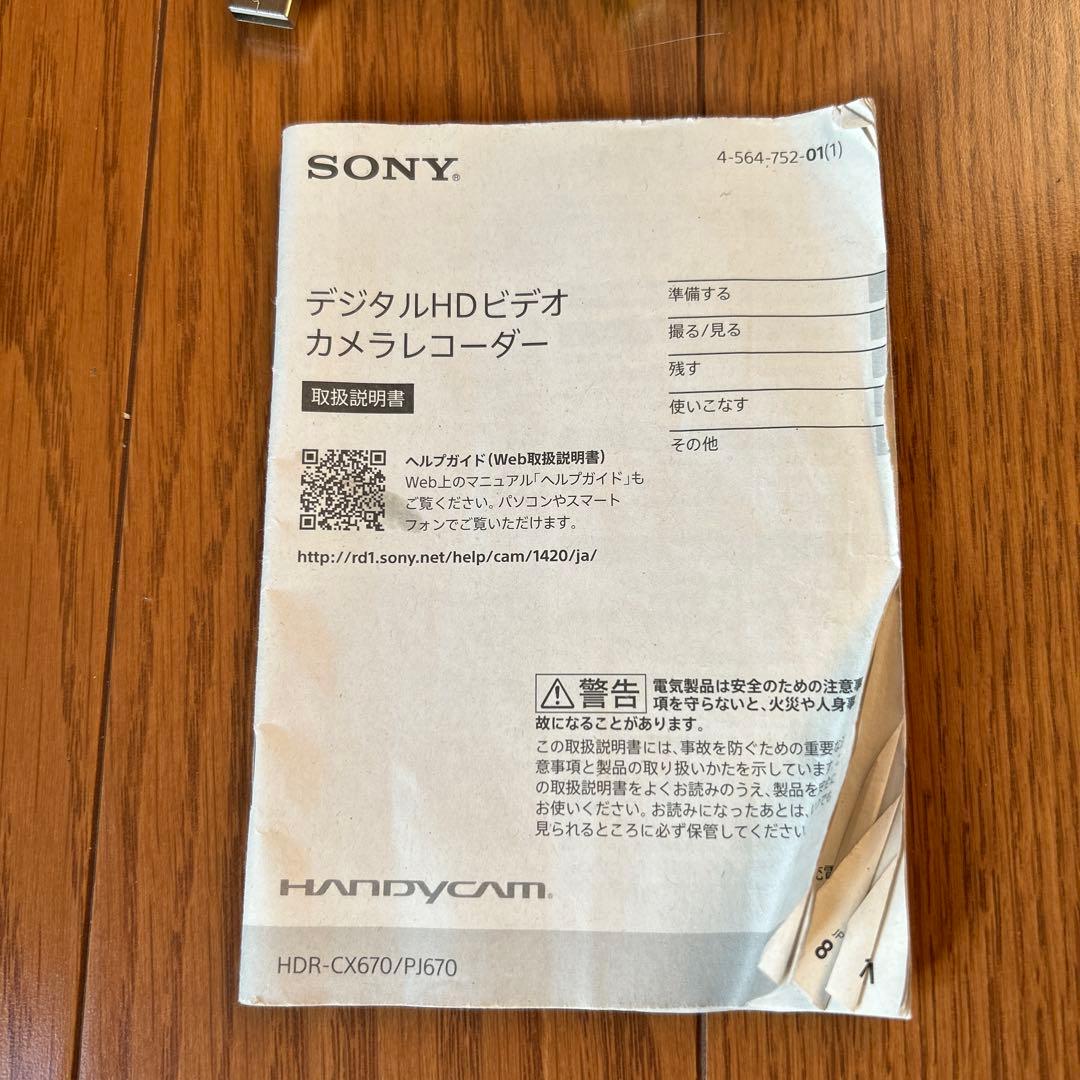 SONY®
4-564-752-01(1)
デジタルHDビデオ
カメラレコーダー
取扱説明書
準備する
撮る/見る
残す
使いこなす
その他
ヘルプガイド(Web取扱説明書)
Web上のマニュアル「ヘルプガイド」も
ご覧ください。パソコンやスマート
フォンでご覧いただけます。
http://rd1.sony.net/help/cam/1420/ja/
警告
電気製品は安全のための注意事
項を守らないと、火災や人身事
故になることがあります。
この取扱説明書には、事故を防ぐための重要な
意事項と製品の取り扱いかたを示しています
の取扱説明書をよくお読みのうえ、製品を
お使いください。お読みになったあとは、
見られるところに必ず保管してください
HANDYCAM®
HDR-CX670/PJ670
JP
8